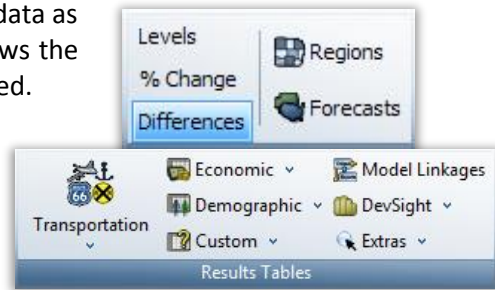 data as
ws the
ed.
Levels
% Change
Differences
Regions
Forecasts
66
Transportation
Economic
Demographic
Custom
Model Linkages
DevSight
Extras
Results Tables